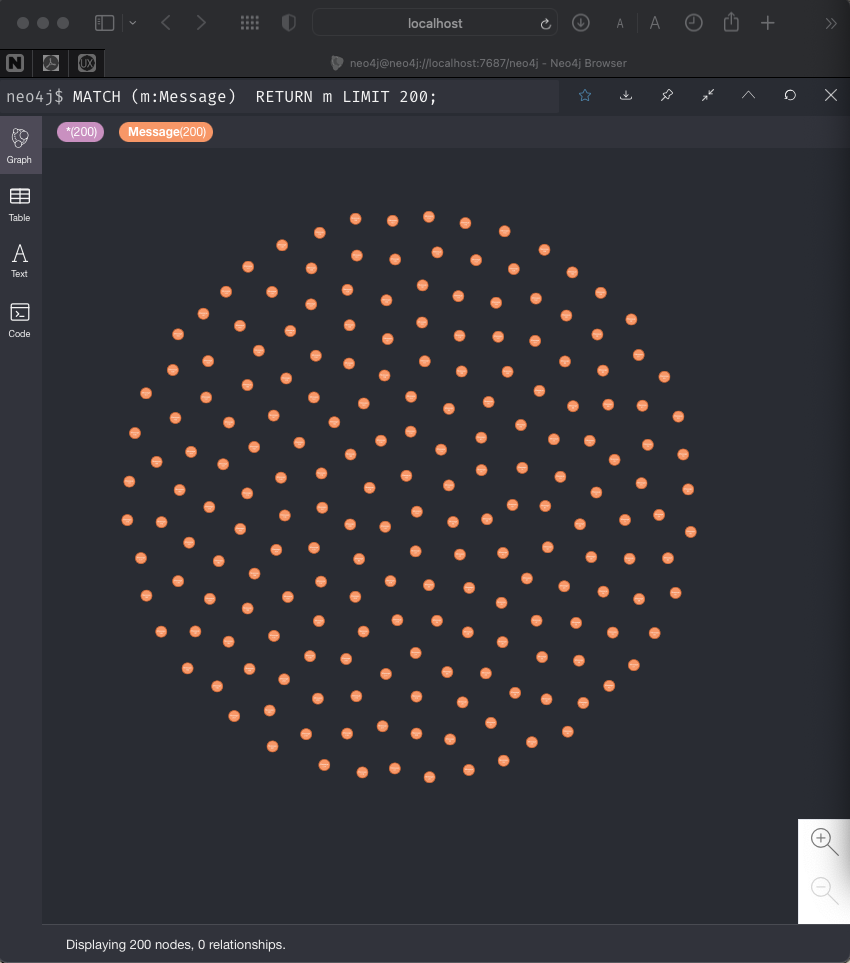 localhost
A A
N UX neo4j@neo4j://localhost:7687/neo4j - Neo4j Browser
neo4j$ MATCH (m:Message)  RETURN m LIMIT 200;
*(200) Message(200)
Graph
Table
A
Text
Code
Displaying 200 nodes, 0 relationships.